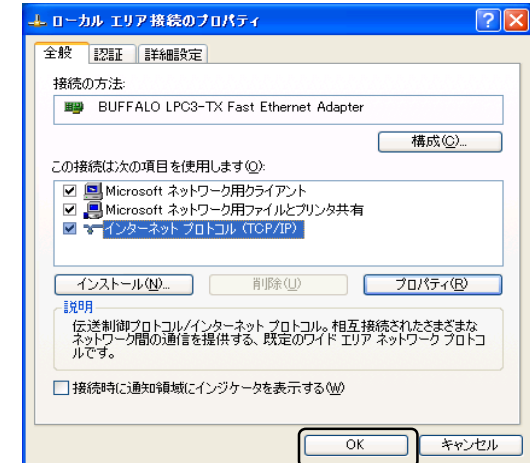 ローカル エリア接続のプロパティ
全般 認証 詳細設定
接続の方法:
BUFFALO LPC3-TX Fast Ethernet Adapter
構成(C)...
この接続は次の項目を使用します(O):
Microsoft ネットワーク用クライアント
Microsoft ネットワーク用ファイルとプリンタ共有
インターネット プロトコル (TCP/IP)
インストール(N)... 削除(U) プロパティ(R)
説明
伝送制御プロトコル/インターネット プロトコル。相互接続されたさまざまな
ネットワーク間の通信を提供する、既定のワイド エリア ネットワーク プロトコ
ルです。
接続時に通知領域にインジケータを表示する(W)
OK キャンセル